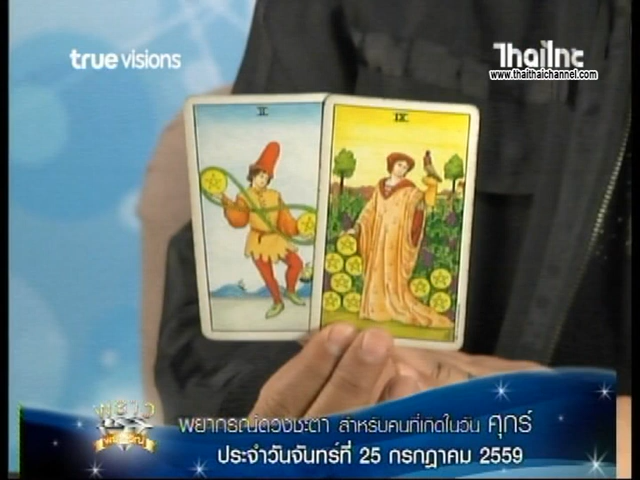 true visions
ThaiThai
www.thaithaichannel.com
II
IX
พยากรณ์ดวงชะตา สำหรับคนที่เกิดในวัน ศุกร์
ประจำวันจันทร์ที่ 25 กรกฎาคม 2559